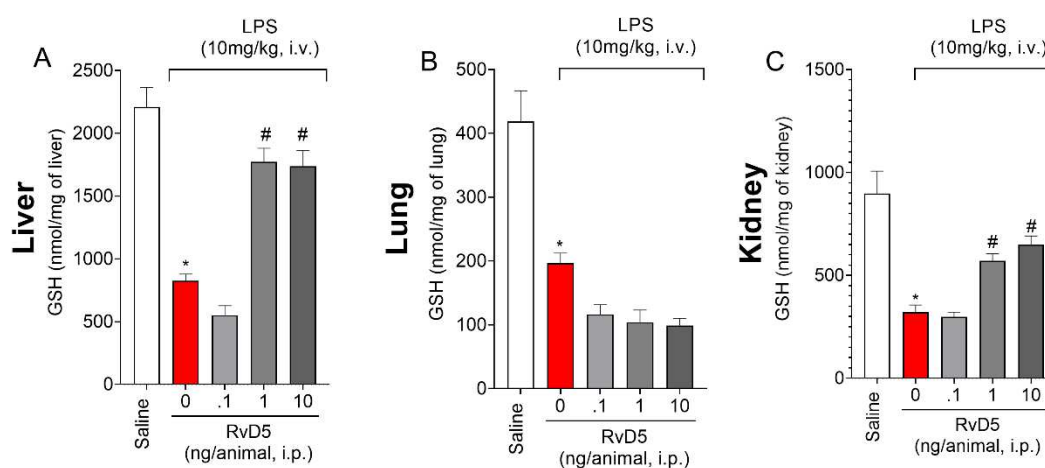 A
LPS
(10mg/kg, i.v.)
Liver
GSH (nmol/mg of liver)
2500
2000
1500
1000
500
0
*
#
#
Saline
0
.1
1
10
RvD5
(ng/animal, i.p.)
B
LPS
(10mg/kg, i.v.)
Lung
GSH (nmol/mg of lung)
500
400
300
200
100
0
*
Saline
0
.1
1
10
RvD5
(ng/animal, i.p.)
C
LPS
(10mg/kg, i.v.)
Kidney
GSH (nmol/mg of kidney)
1500
1000
500
0
*
#
#
Saline
0
.1
1
10
RvD5
(ng/animal, i.p.)